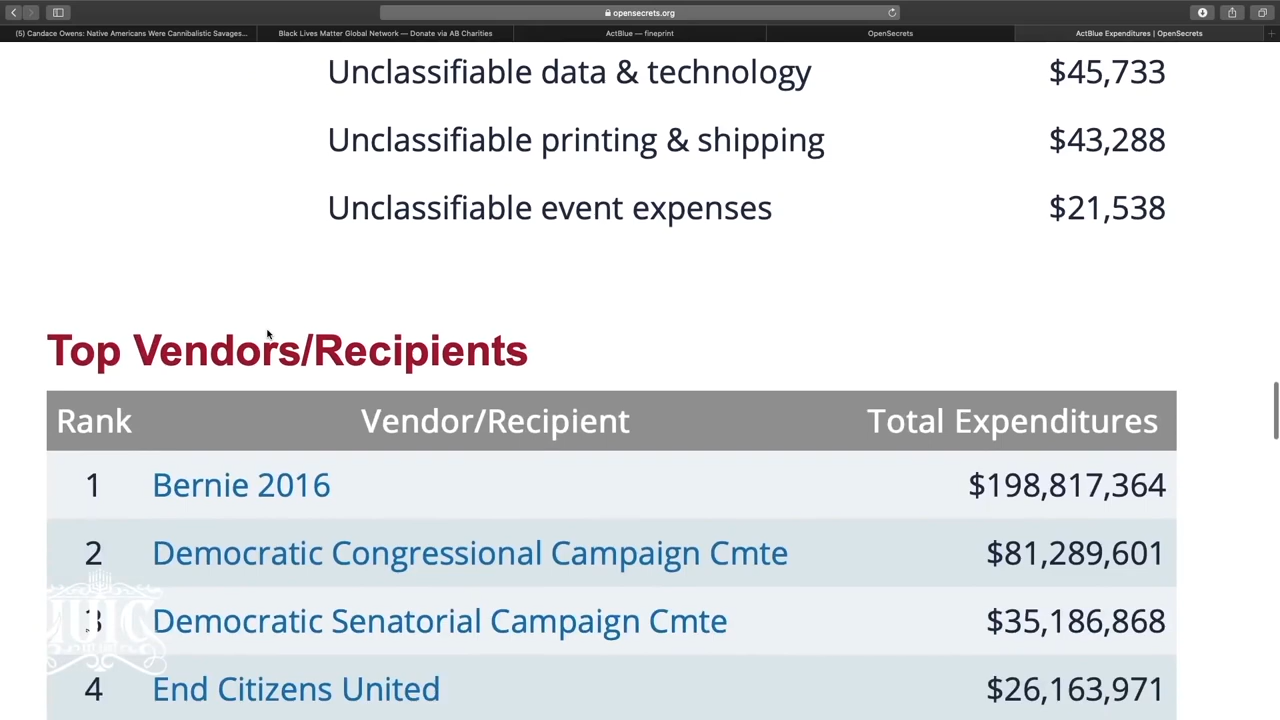 opensecrets.org
(5) Candace Owens: Native Americans Were Cannibalistic Savages...
Black Lives Matter Global Network — Donate via AB Charities
ActBlue — fineprint
OpenSecrets
ActBlue Expenditures | OpenSecrets
Unclassifiable data & technology $45,733
Unclassifiable printing & shipping $43,288
Unclassifiable event expenses $21,538
Top Vendors/Recipients
Rank Vendor/Recipient Total Expenditures
1 Bernie 2016 $198,817,364
2 Democratic Congressional Campaign Cmte $81,289,601
3 Democratic Senatorial Campaign Cmte $35,186,868
IUIC
4 End Citizens United $26,163,971